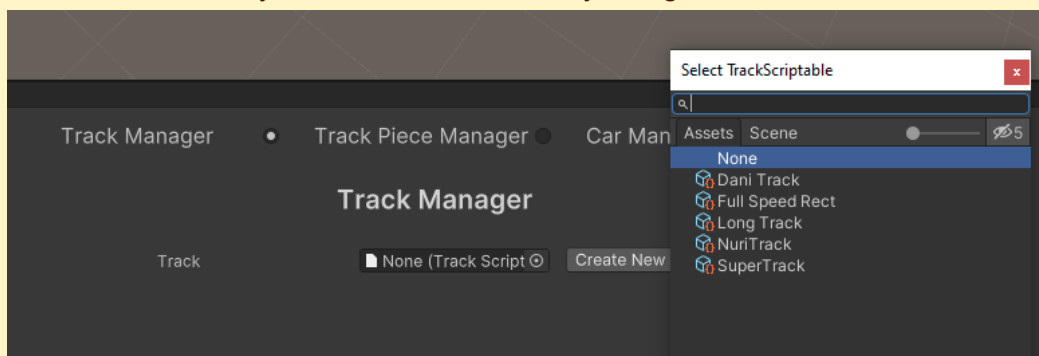 Select TrackScriptable
x
Track Manager
Track Piece Manager
Car Man
Assets Scene 5
None
Dani Track
Full Speed Rect
Long Track
NuriTrack
SuperTrack
Track Manager
Track
None (Track Script
Create New